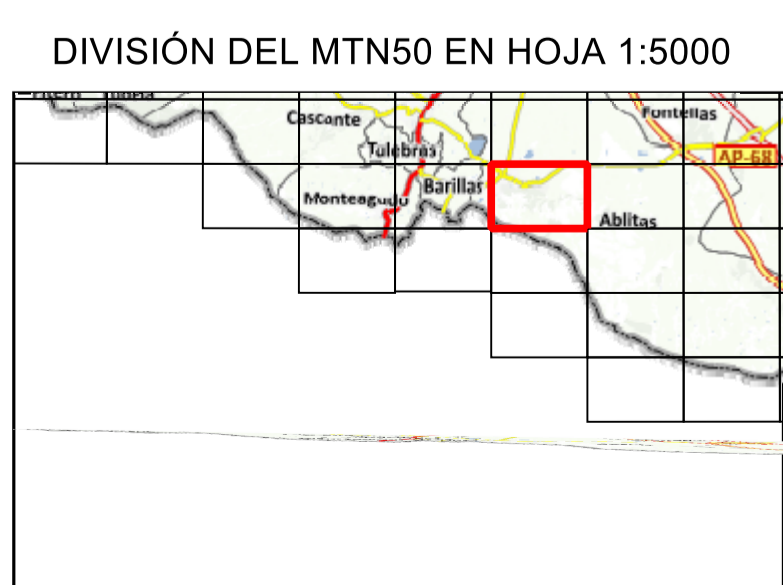 DIVISIÓN DEL MTN50 EN HOJA 1:5000
Fontellas
Cascante
Tulebras
AP-68
Barillas
Monteagudo
Ablitas